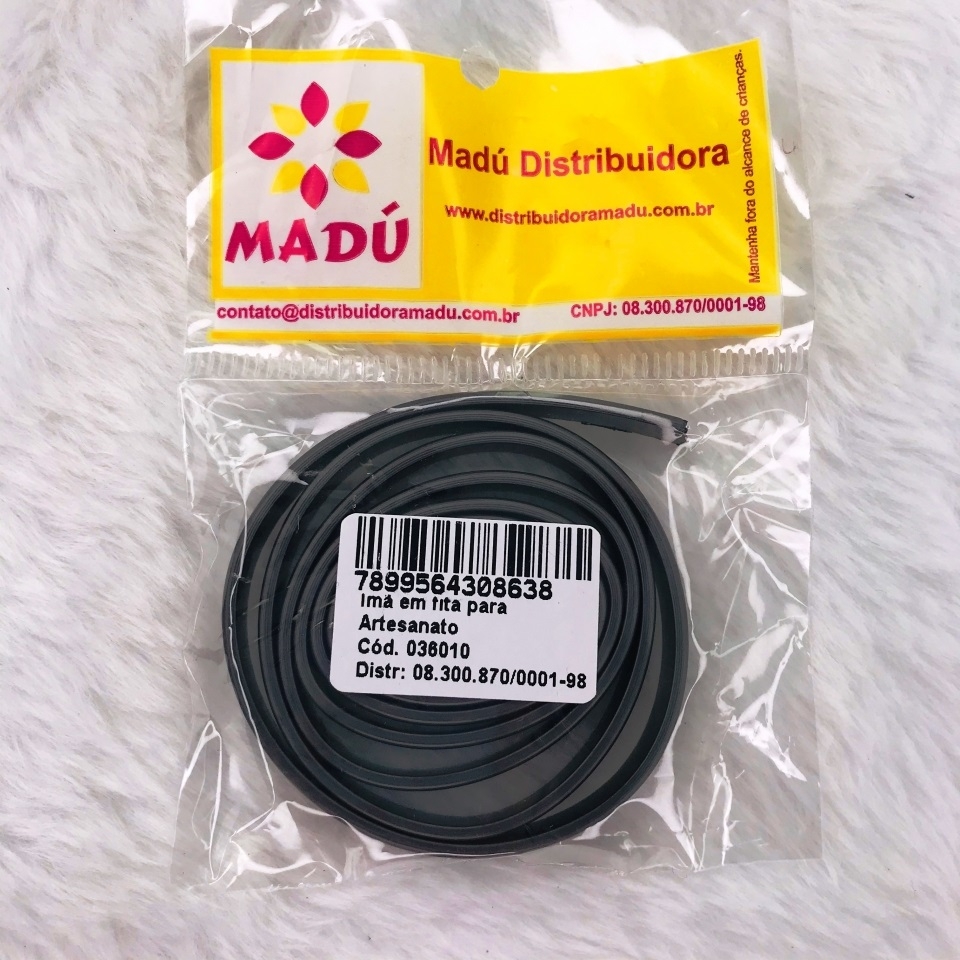 Madú Distribuidora
www.distribuidoramadu.com.br
MADÚ
contato@distribuidoramadu.com.br
CNPJ: 08.300.870/0001-98
Mantenha fora do alcance de crianças.
7899564308638
Imã em fita para
Artesanato
Cód. 036010
Distr: 08.300.870/0001-98